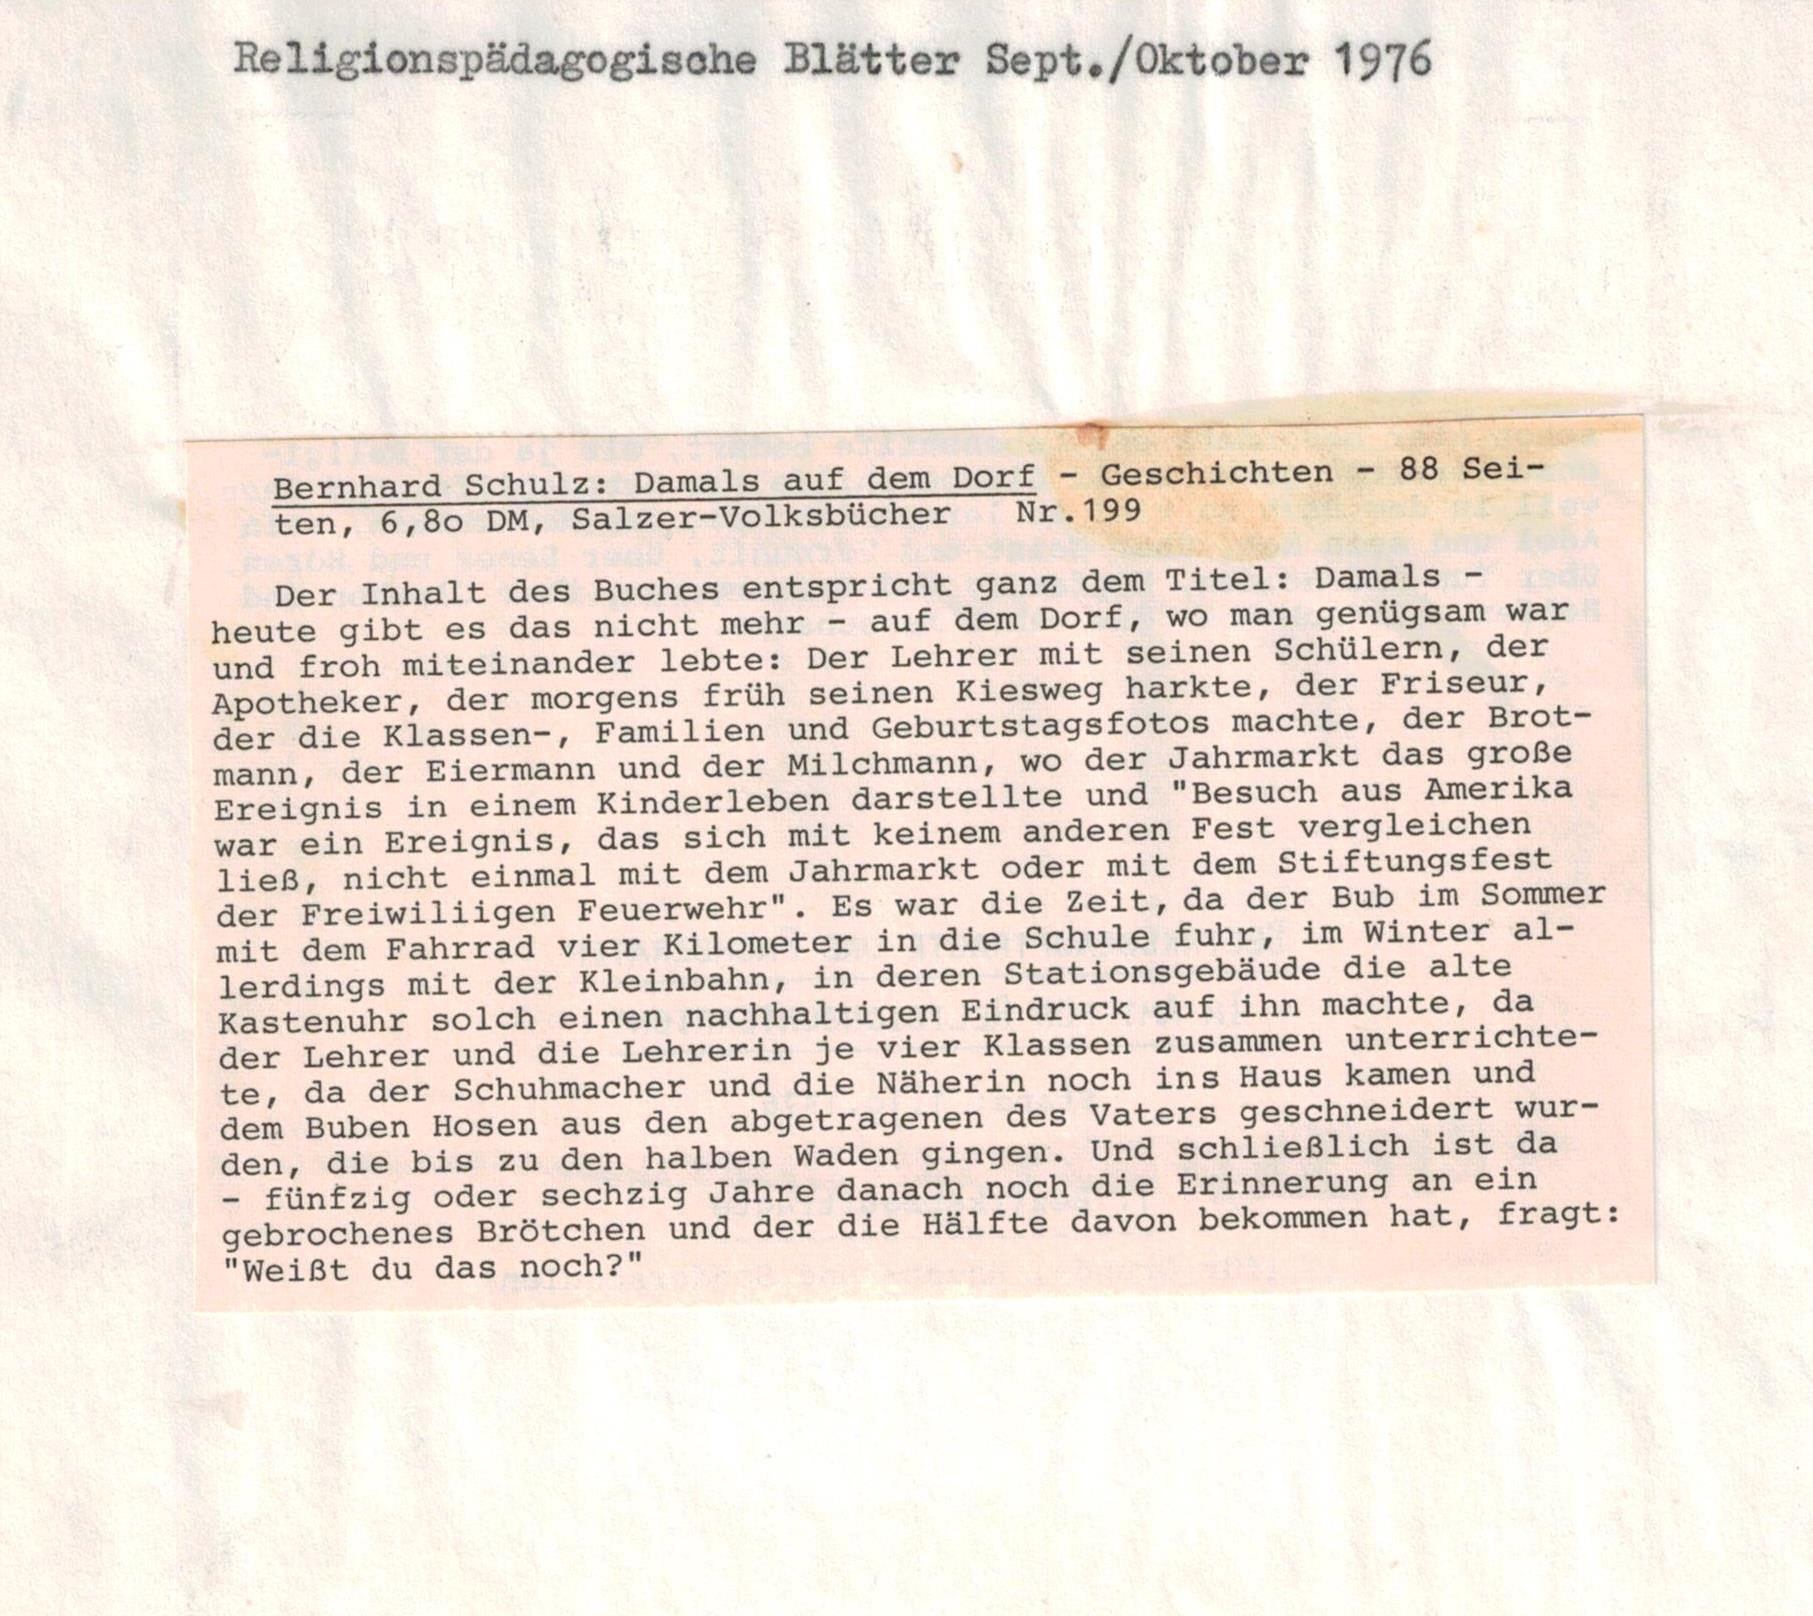 Religionspädagogische Blätter Sept./Oktober 1976
Bernhard Schulz: Damals auf dem Dorf - Geschichten - 88 Sei-
ten, 6,8o DM, Salzer-Volksbücher Nr.199
Der Inhalt des Buches entspricht ganz dem Titel: Damals -
heute gibt es das nicht mehr - auf dem Dorf, wo man genügsam war
und froh miteinander lebte: Der Lehrer mit seinen Schülern, der
Apotheker, der morgens früh seinen Kiesweg harkte, der Friseur,
der die Klassen-, Familien und Geburtstagsfotos machte, der Brot-
mann, der Eiermann und der Milchmann, wo der Jahrmarkt das große
Ereignis in einem Kinderleben darstellte und "Besuch aus Amerika
war ein Ereignis, das sich mit keinem anderen Fest vergleichen
ließ, nicht einmal mit dem Jahrmarkt oder mit dem Stiftungsfest
der Freiwiliigen Feuerwehr". Es war die Zeit, da der Bub im Sommer
mit dem Fahrrad vier Kilometer in die Schule fuhr, im Winter al-
lerdings mit der Kleinbahn, in deren Stationsgebäude die alte
Kastenuhr solch einen nachhaltigen Eindruck auf ihn machte, da
der Lehrer und die Lehrerin je vier Klassen zusammen unterrichte-
te, da der Schuhmacher und die Näherin noch ins Haus kamen und
dem Buben Hosen aus den abgetragenen des Vaters geschneidert wur-
den, die bis zu den halben Waden gingen. Und schließlich ist da
- fünfzig oder sechzig Jahre danach noch die Erinnerung an ein
gebrochenes Brötchen und der die Hälfte davon bekommen hat, fragt:
"Weißt du das noch?"